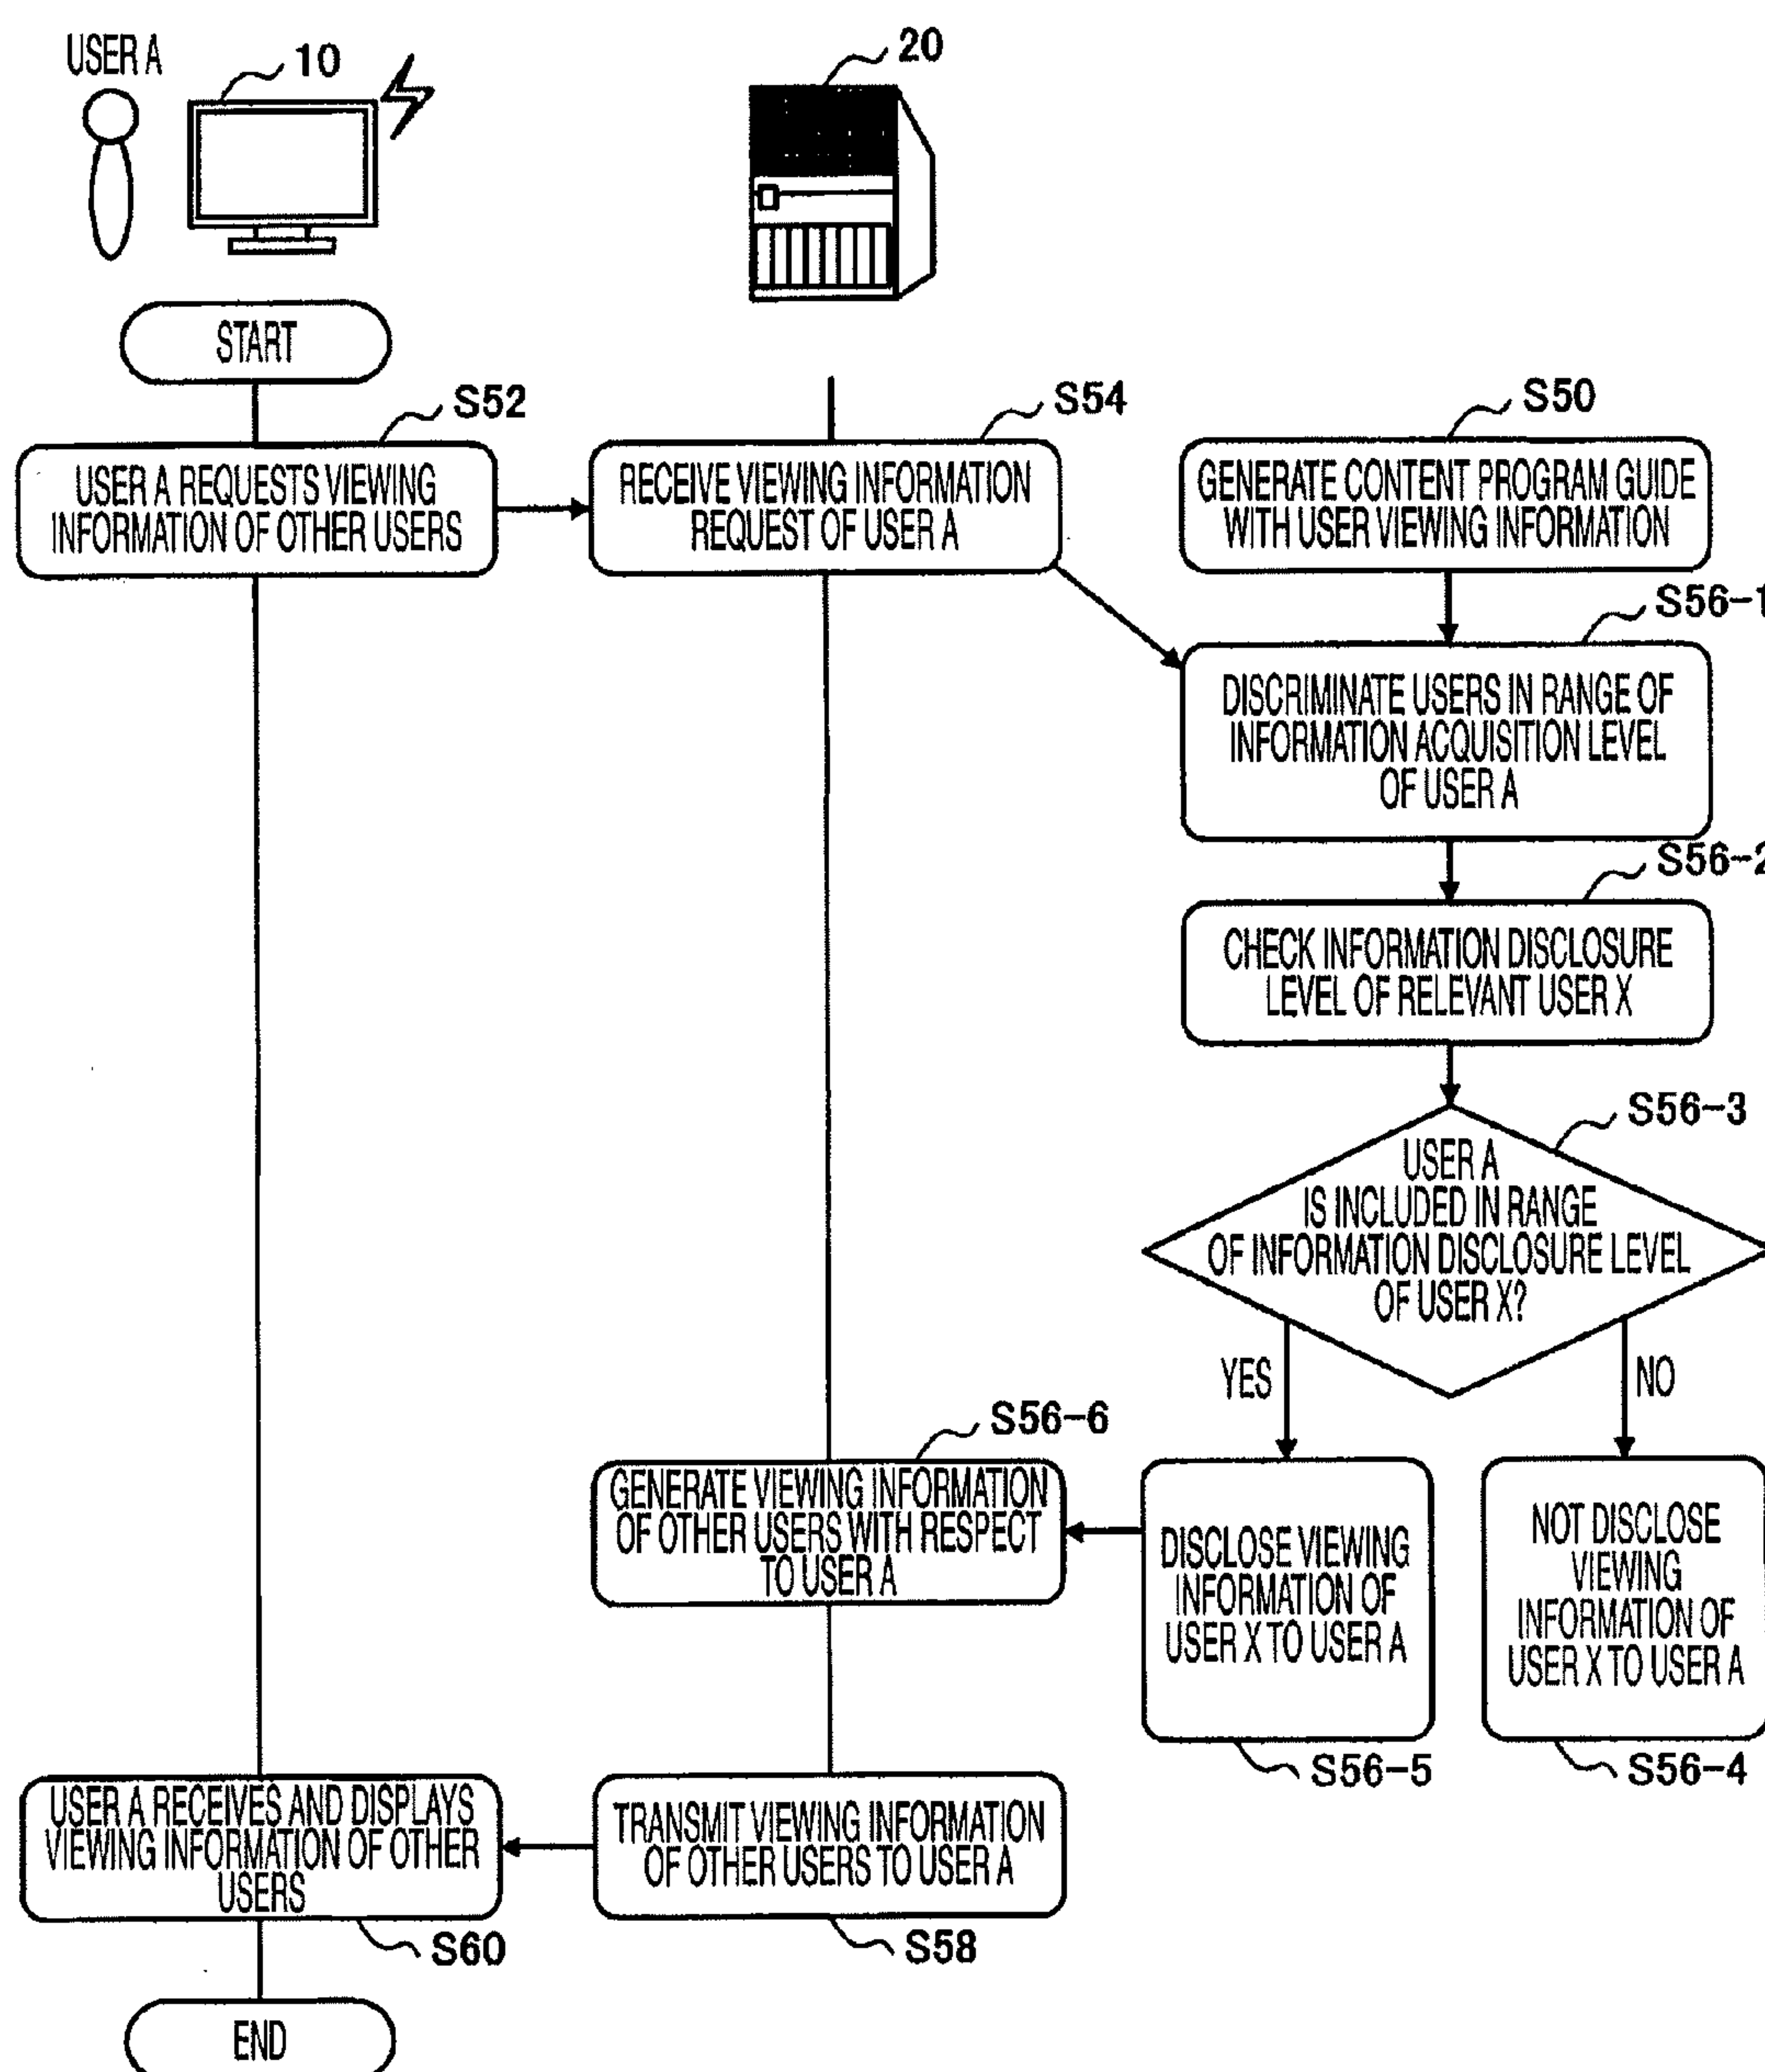 USER A
10
20
START
S52
S54
S50
USER A REQUESTS VIEWING
INFORMATION OF OTHER USERS
RECEIVE VIEWING INFORMATION
REQUEST OF USER A
GENERATE CONTENT PROGRAM GUIDE
WITH USER VIEWING INFORMATION
S56-1
DISCRIMINATE USERS IN RANGE OF
INFORMATION ACQUISITION LEVEL
OF USER A
S56-2
CHECK INFORMATION DISCLOSURE
LEVEL OF RELEVANT USER X
S56-3
USER A
IS INCLUDED IN RANGE
OF INFORMATION DISCLOSURE LEVEL
OF USER X?
YES
NO
S56-6
GENERATE VIEWING INFORMATION
OF OTHER USERS WITH RESPECT
TO USER A
DISCLOSE VIEWING
INFORMATION OF
USER X TO USER A
NOT DISCLOSE
VIEWING
INFORMATION OF
USER X TO USER A
S56-5
S56-4
USER A RECEIVES AND DISPLAYS
VIEWING INFORMATION OF OTHER
USERS
TRANSMIT VIEWING INFORMATION
OF OTHER USERS TO USER A
S60
S58
END